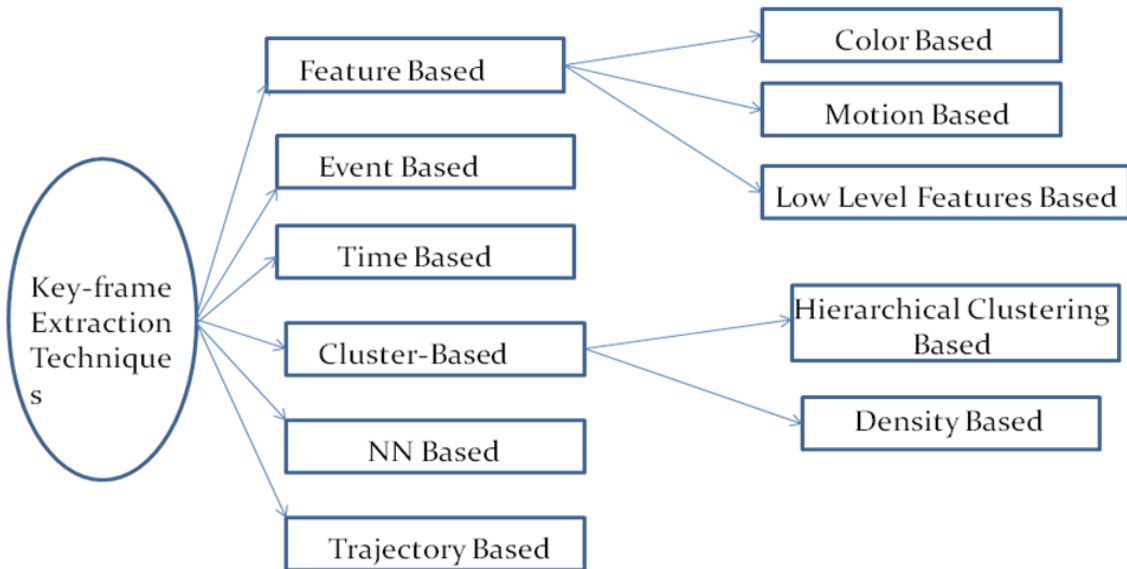 Key-frame
Extraction
Technique
s
Feature Based
Event Based
Time Based
Cluster-Based
NN Based
Trajectory Based
Color Based
Motion Based
Low Level Features Based
Hierarchical Clustering
Based
Density Based